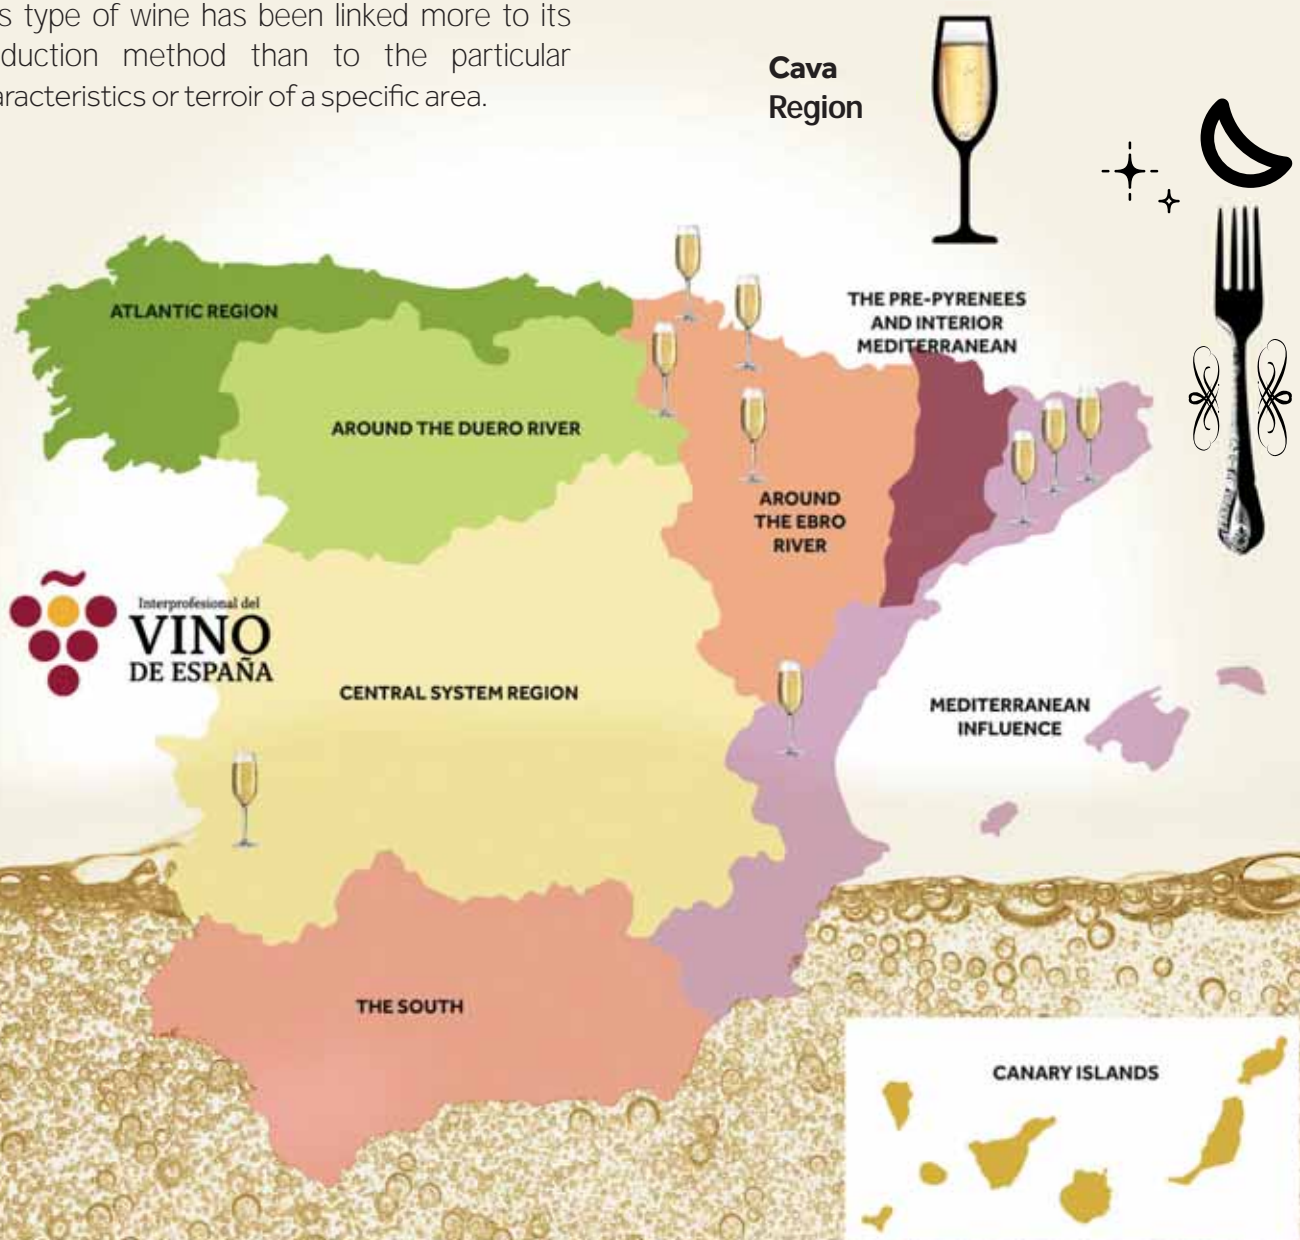 s type of wine has been linked more to its
duction method than to the particular
aracteristics or terroir of a specific area.
Cava
Region
ATLANTIC REGION
THE PRE-PYRENEES
AND INTERIOR
MEDITERRANEAN
AROUND THE DUERO RIVER
AROUND
THE EBRO
RIVER
Interprofesional del
VINO
DE ESPAÑA
CENTRAL SYSTEM REGION
MEDITERRANEAN
INFLUENCE
THE SOUTH
CANARY ISLANDS